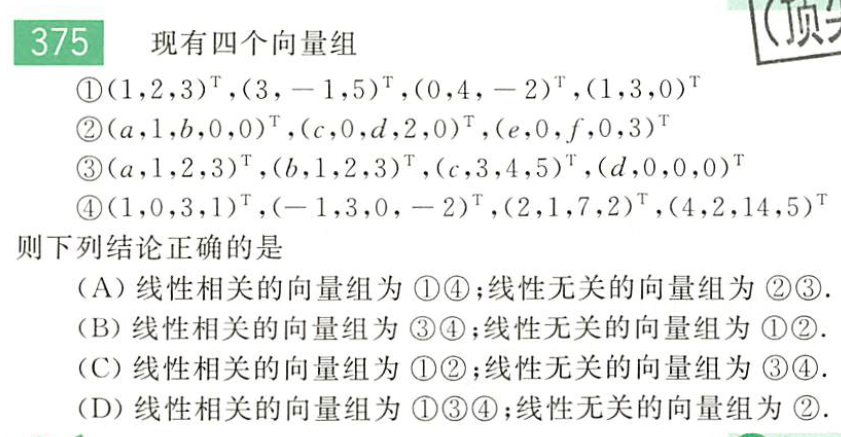 (顶
375 现有四个向量组
①(1,2,3)ᵀ,(3,－1,5)ᵀ,(0,4,－2)ᵀ,(1,3,0)ᵀ
②(a,1,b,0,0)ᵀ,(c,0,d,2,0)ᵀ,(e,0,f,0,3)ᵀ
③(a,1,2,3)ᵀ,(b,1,2,3)ᵀ,(c,3,4,5)ᵀ,(d,0,0,0)ᵀ
④(1,0,3,1)ᵀ,(－1,3,0,－2)ᵀ,(2,1,7,2)ᵀ,(4,2,14,5)ᵀ
则下列结论正确的是
(A) 线性相关的向量组为 ①④;线性无关的向量组为 ②③.
(B) 线性相关的向量组为 ③④;线性无关的向量组为 ①②.
(C) 线性相关的向量组为 ①②;线性无关的向量组为 ③④.
(D) 线性相关的向量组为 ①③④;线性无关的向量组为 ②.